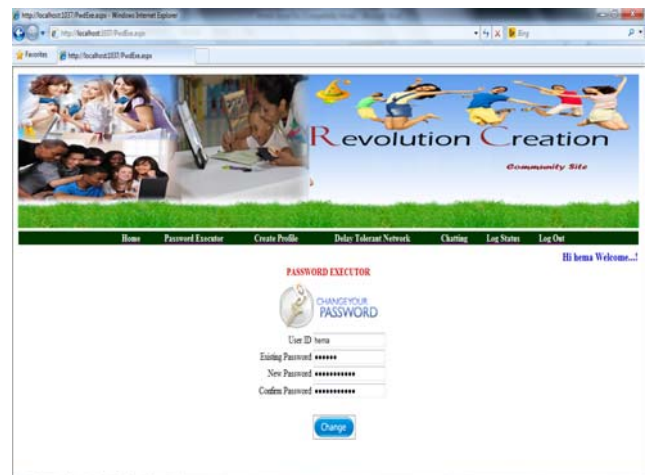 http://localhost:1037/PwdExe.aspx - Windows Internet Explorer
http://localhost:1037/PwdExe.aspx
Bing
Favorites
http://localhost:1037/PwdExe.aspx
Revolution Creation
Community Site
Home Password Executor Create Profile Delay Tolerant Network Chatting Log Status Log Out
Hi hema Welcome...!
PASSWORD EXECUTOR
CHANGE YOUR
PASSWORD
User ID hema
Existing Password ••••••
New Password •••••••••••
Confirm Password •••••••••••
Change